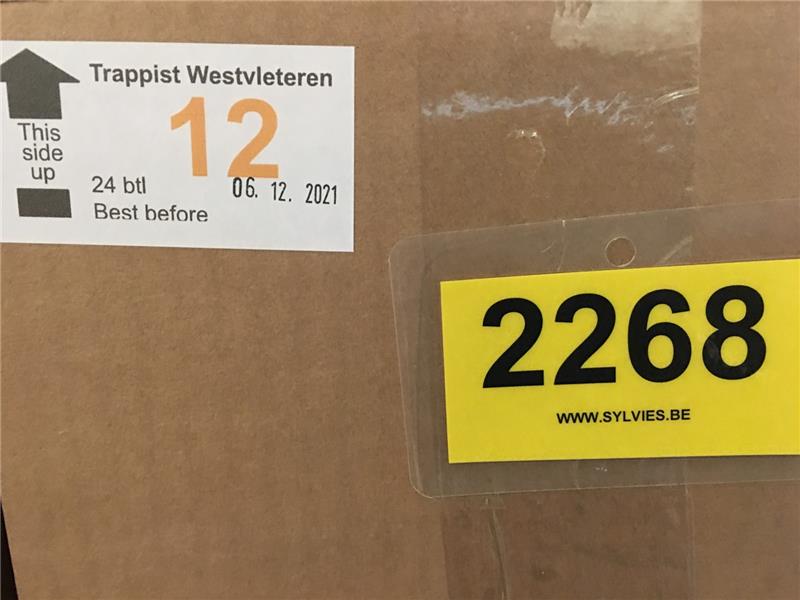 Trappist Westvleteren
12
This
side
up
24 btl
06. 12. 2021
Best before
2268
WWW.SYLVIES.BE